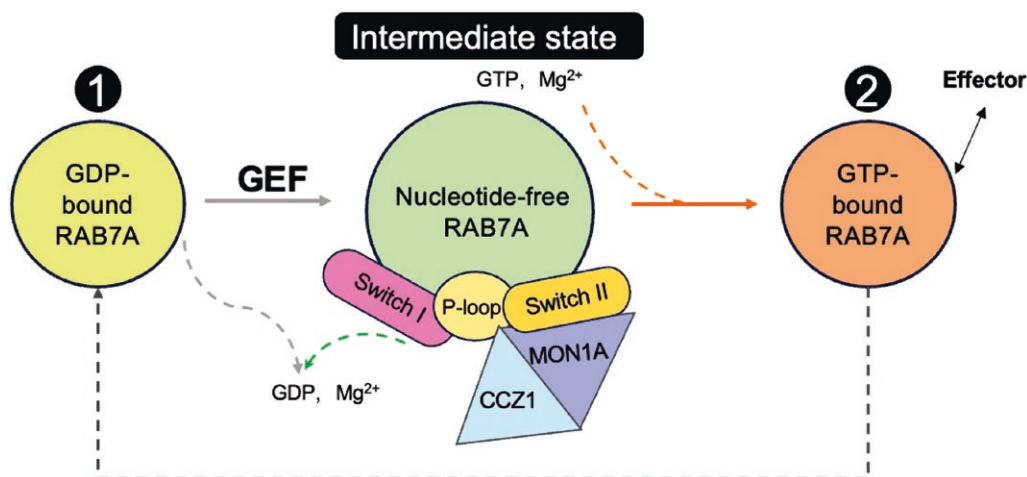 Intermediate state
1
GTP, Mg²⁺
2
Effector
GDP-
bound
RAB7A
GEF
Nucleotide-free
RAB7A
GTP-
bound
RAB7A
Switch I
P-loop
Switch II
MON1A
CCZ1
GDP, Mg²⁺